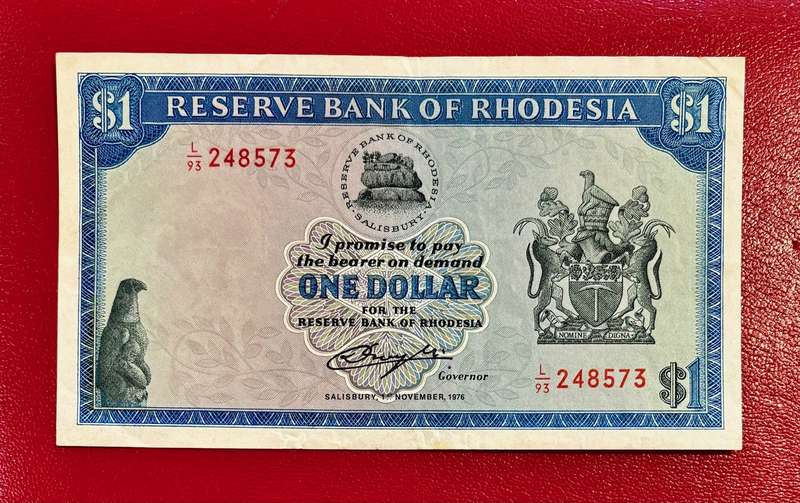 $1 RESERVE BANK OF RHODESIA $1
L/93 248573
RESERVE BANK OF RHODESIA
·SALISBURY·
I promise to pay
the bearer on demand
ONE DOLLAR
FOR THE
RESERVE BANK OF RHODESIA
Governor
SALISBURY, 1ST NOVEMBER, 1976
NOMINE DIGNA
L/93 248573 $1